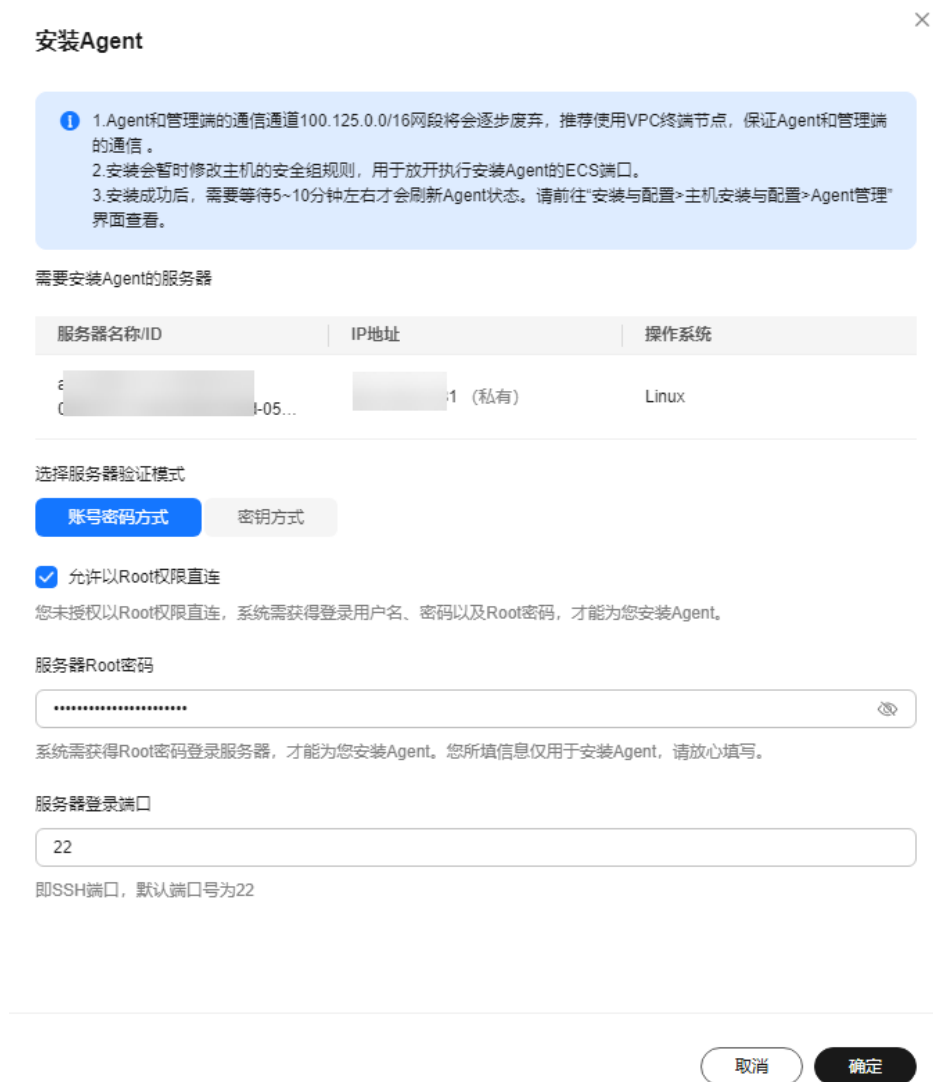 安装Agent
1.Agent和管理端的通信通道100.125.0.0/16网段将会逐步废弃，推荐使用VPC终端节点，保证Agent和管理端
的通信 。
2.安装会暂时修改主机的安全组规则，用于放开执行安装Agent的ECS端口。
3.安装成功后，需要等待5~10分钟左右才会刷新Agent状态。请前往“安装与配置>主机安装与配置>Agent管理”
界面查看。
需要安装Agent的服务器
服务器名称/ID IP地址 操作系统
1 （私有） Linux
-05...
选择服务器验证模式
账号密码方式 密钥方式
允许以Root权限直连
您未授权以Root权限直连，系统需获得登录用户名、密码以及Root密码，才能为您安装Agent。
服务器Root密码
•••••••••••••••••••••••
系统需获得Root密码登录服务器，才能为您安装Agent。您所填信息仅用于安装Agent，请放心填写。
服务器登录端口
22
即SSH端口，默认端口号为22
取消 确定